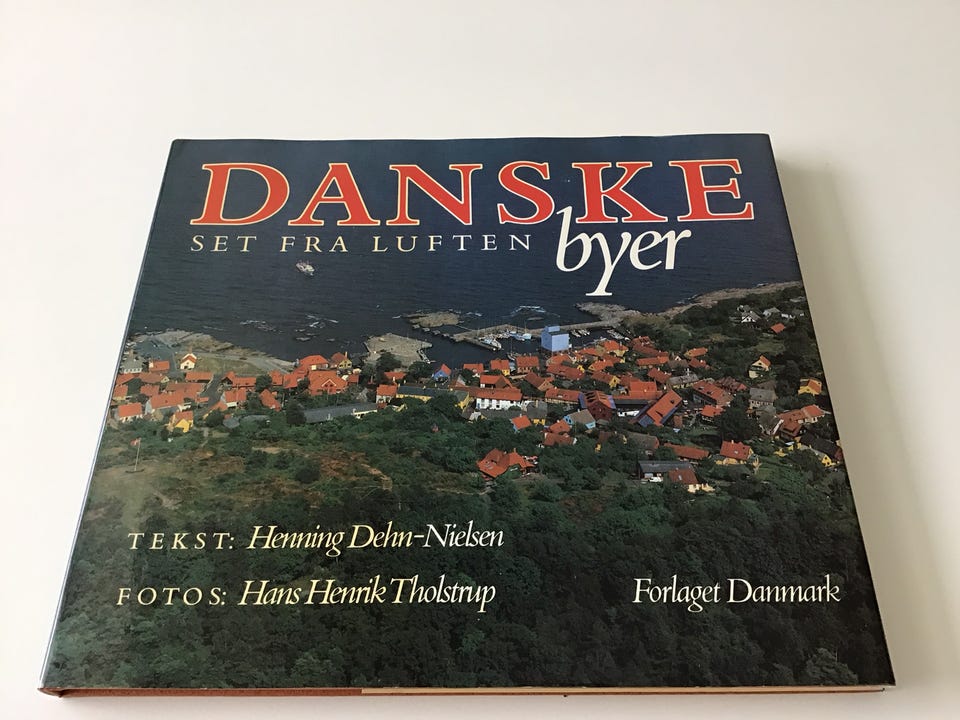 DANSKE
SET FRA LUFTEN byer
TEKST: Henning Dehn-Nielsen
FOTOS: Hans Henrik Tholstrup
Forlaget Danmark